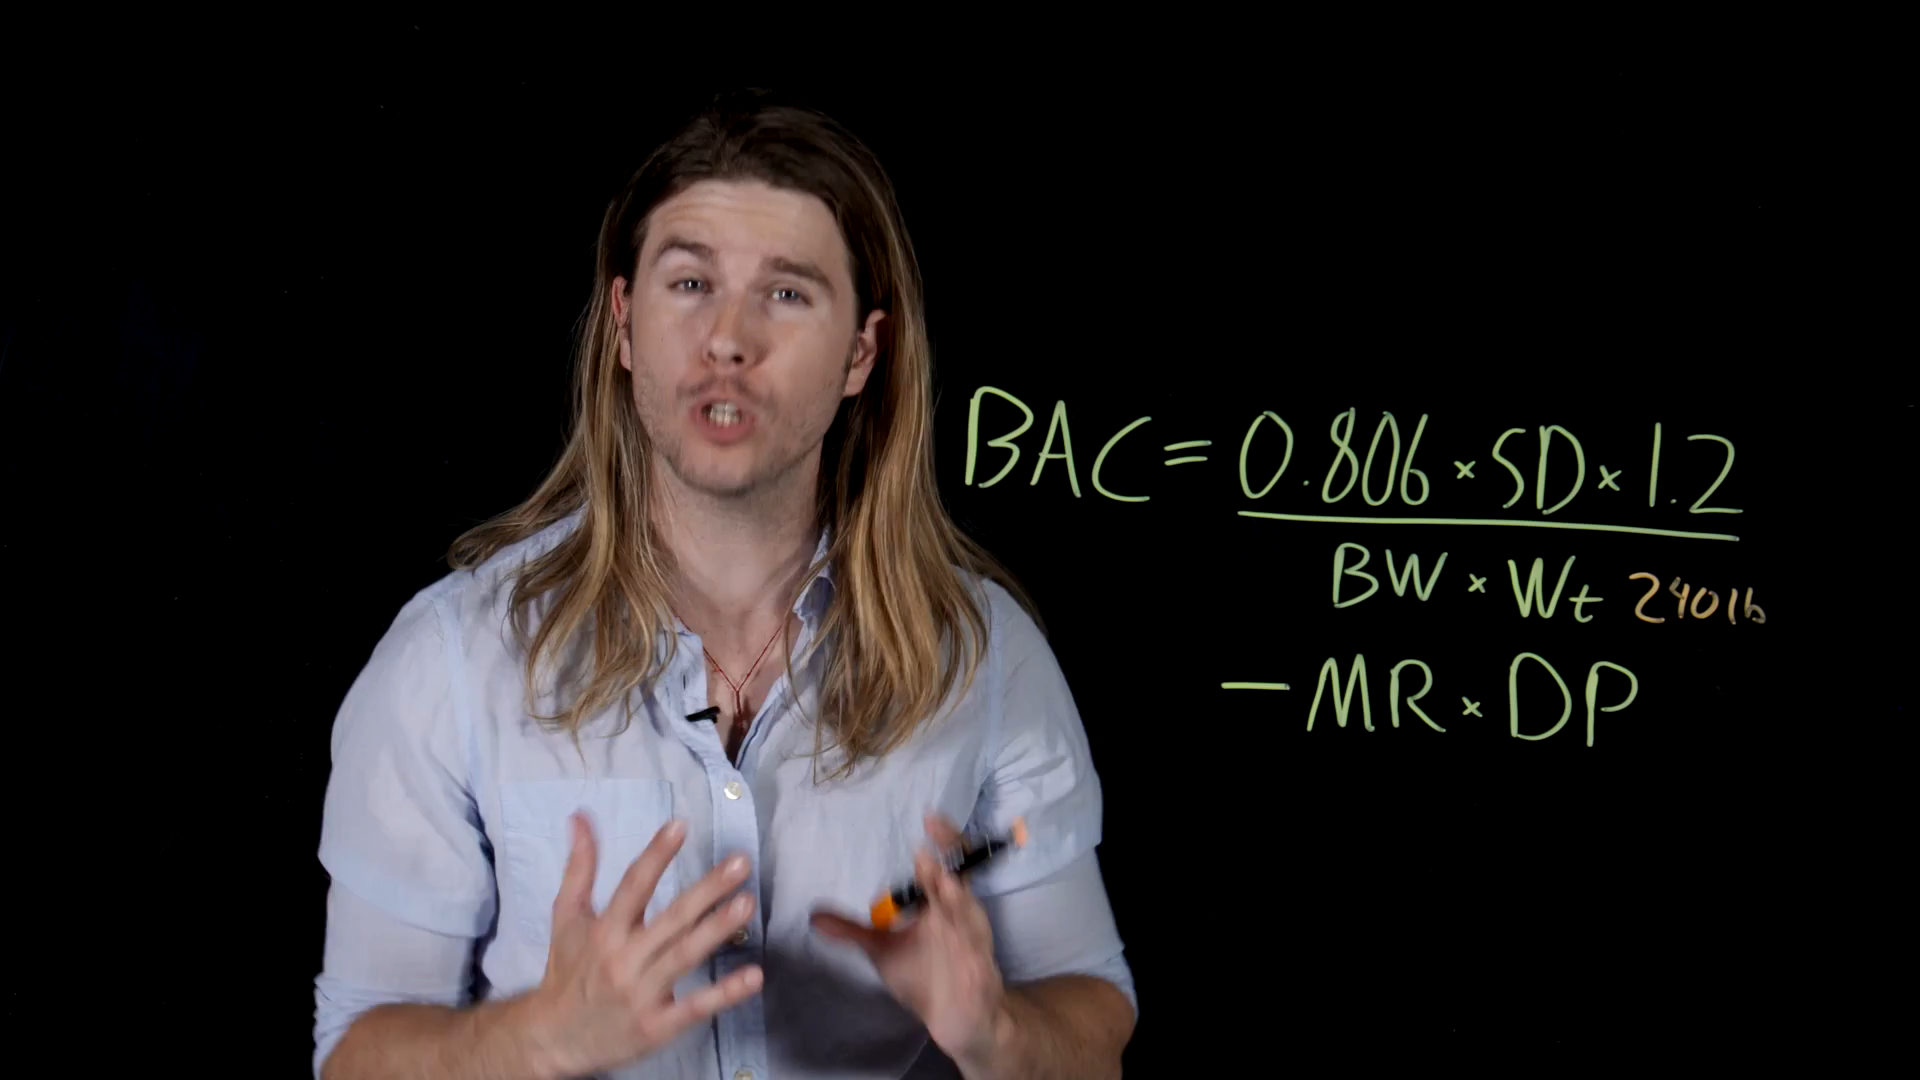 BAC = 0.806 × SD × 1.2
BW × Wt 240lb
− MR × DP